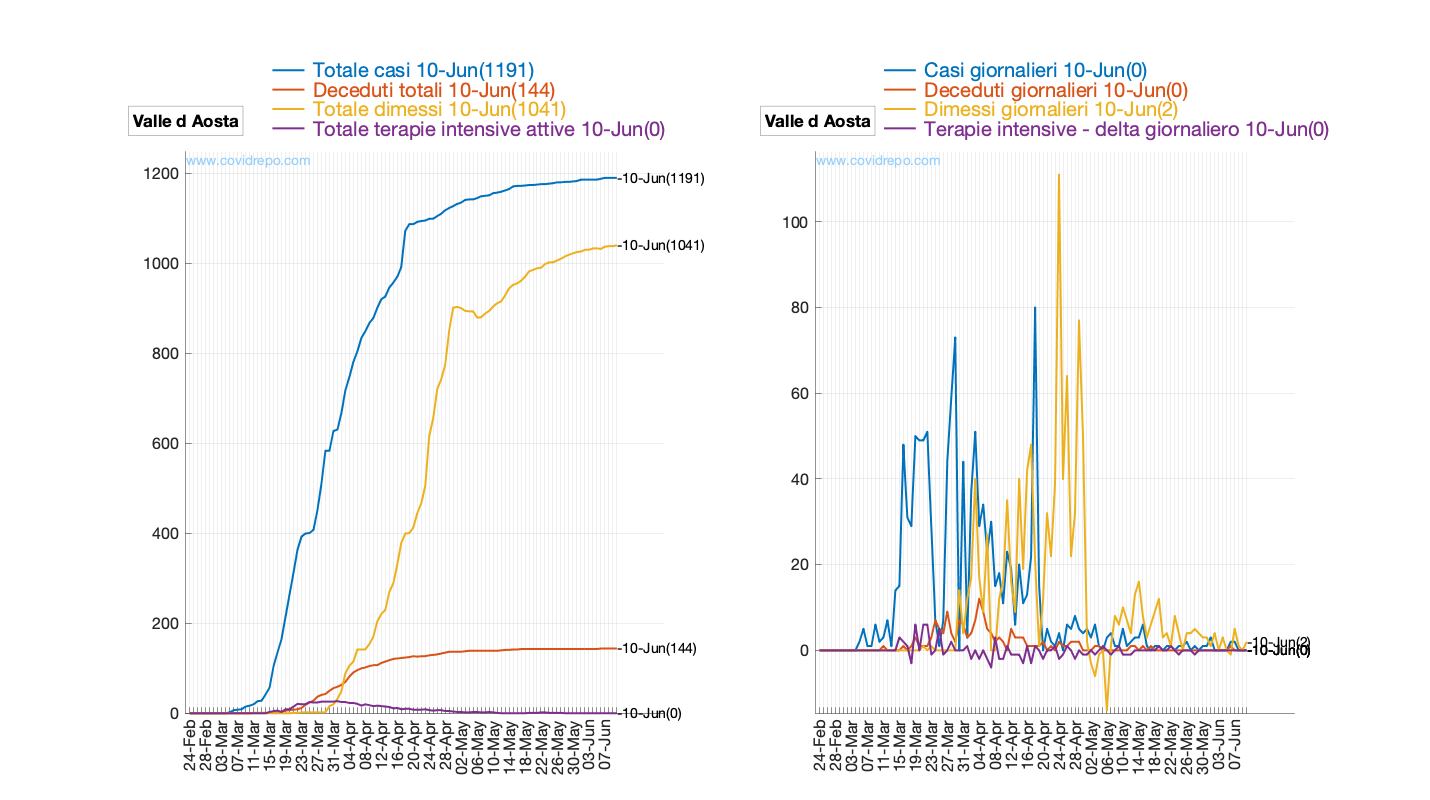 Totale casi 10-Jun(1191)
Deceduti totali 10-Jun(144)
Totale dimessi 10-Jun(1041)
Totale terapie intensive attive 10-Jun(0)
Valle d Aosta
www.covidrepo.com
1200
1000
800
600
400
200
0
-10-Jun(1191)
-10-Jun(1041)
-10-Jun(144)
-10-Jun(0)
24-Feb
28-Feb
03-Mar
07-Mar
11-Mar
15-Mar
19-Mar
23-Mar
27-Mar
31-Mar
04-Apr
08-Apr
12-Apr
16-Apr
20-Apr
24-Apr
28-Apr
02-May
06-May
10-May
14-May
18-May
22-May
26-May
30-May
03-Jun
07-Jun
Casi giornalieri 10-Jun(0)
Deceduti giornalieri 10-Jun(0)
Dimessi giornalieri 10-Jun(2)
Terapie intensive - delta giornaliero 10-Jun(0)
Valle d Aosta
www.covidrepo.com
100
80
60
40
20
0
-10-Jun(2)
-10-Jun(0)
24-Feb
28-Feb
03-Mar
07-Mar
11-Mar
15-Mar
19-Mar
23-Mar
27-Mar
31-Mar
04-Apr
08-Apr
12-Apr
16-Apr
20-Apr
24-Apr
28-Apr
02-May
06-May
10-May
14-May
18-May
22-May
26-May
30-May
03-Jun
07-Jun